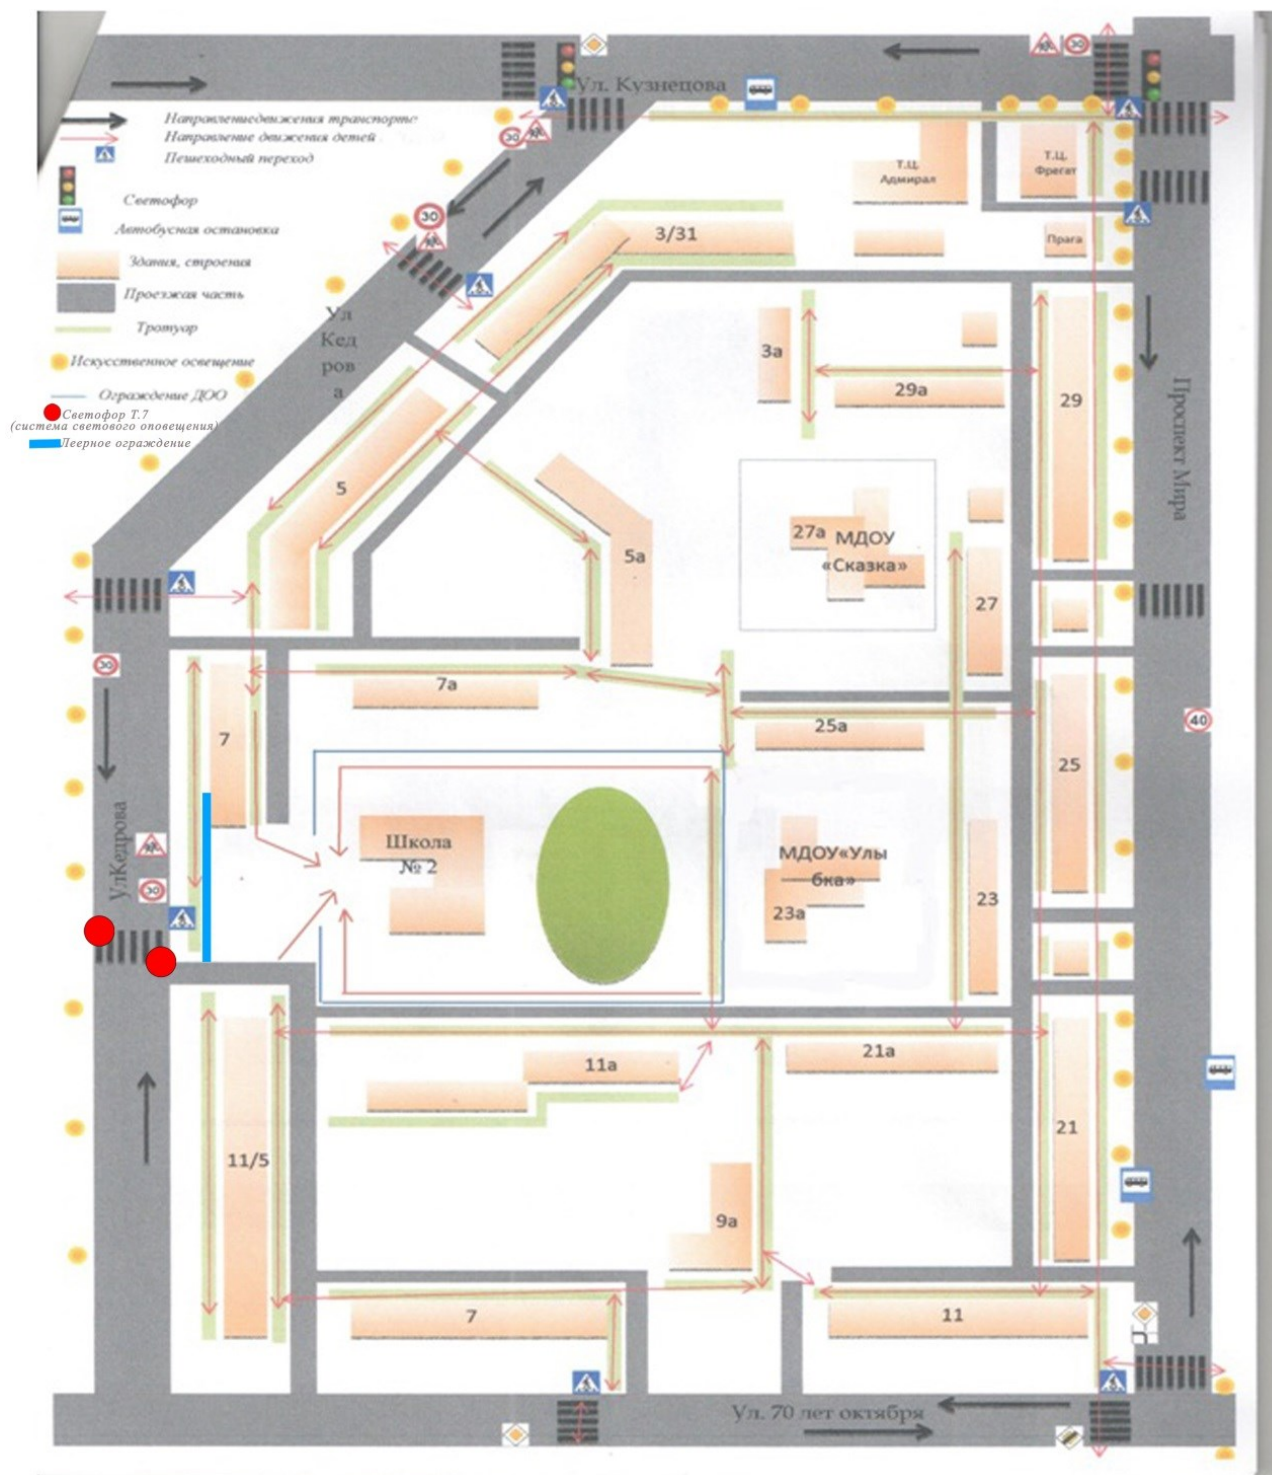 Ул. Кузнецова
Направлениедвижения транспорте
Направление движения детей
Пешеходный переход
Светофор
Автобусная остановка
Здания, строения
Проезжая часть
Тротуар
Искусственное освещение
Ограждение ДОО
Светофор Т.7
(система светового оповещения)
Леерное ограждение
30
30
30
Т.Ц.
Адмирал
Т.Ц.
Фрегат
Прага
3/31
Ул
Кед
ров
а
3а
29а
29
Проспект Мира
5
5а
27а
МДОУ
«Сказка»
27
30
7а
7
25а
25
40
УлКедрова
30
Школа
№ 2
МДОУ«Улы
бка»
23а
23
11а
21а
21
11/5
9а
7
11
Ул. 70 лет октября